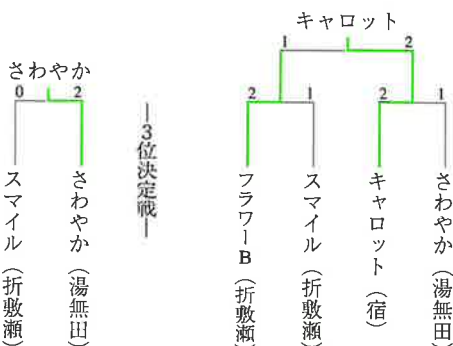 キャロット
1 2
2 1 2 1
フラワーB（折敷瀬）
スマイル（折敷瀬）
キャロット（宿）
さわやか（湯無田）
―3位決定戦―
さわやか
0 2
スマイル（折敷瀬）
さわやか（湯無田）